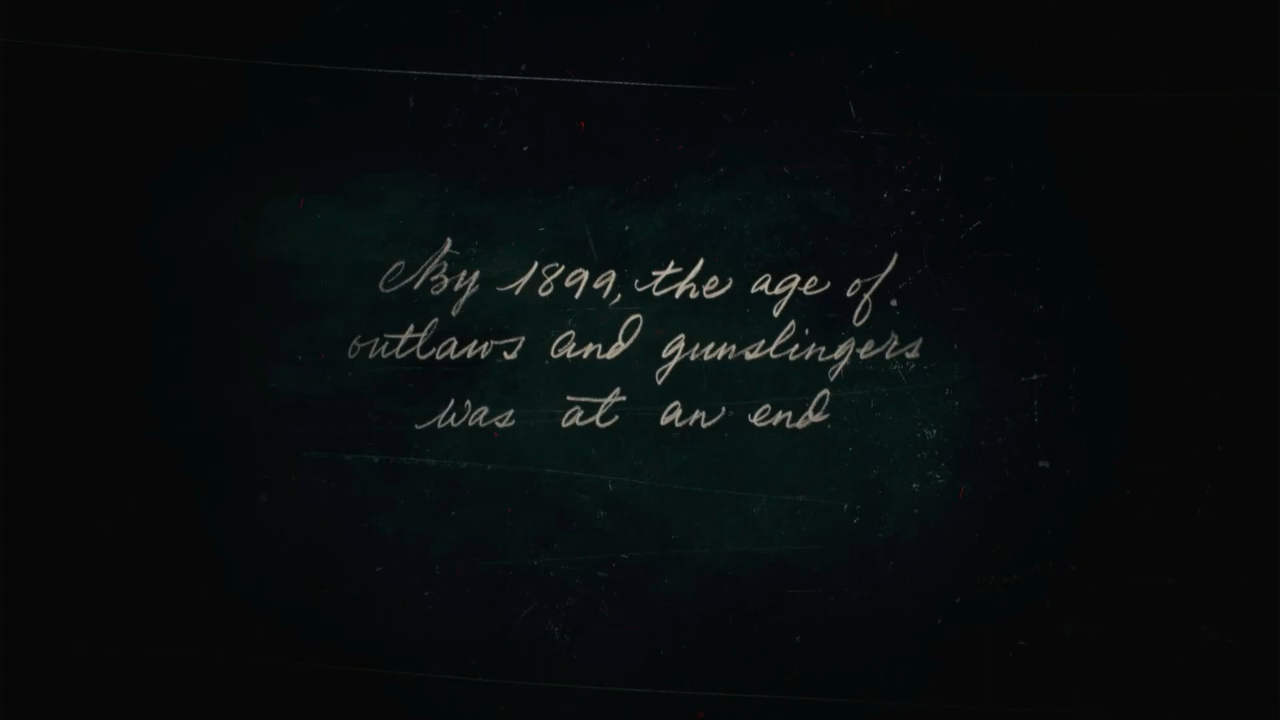 By 1899, the age of
outlaws and gunslingers
was at an end